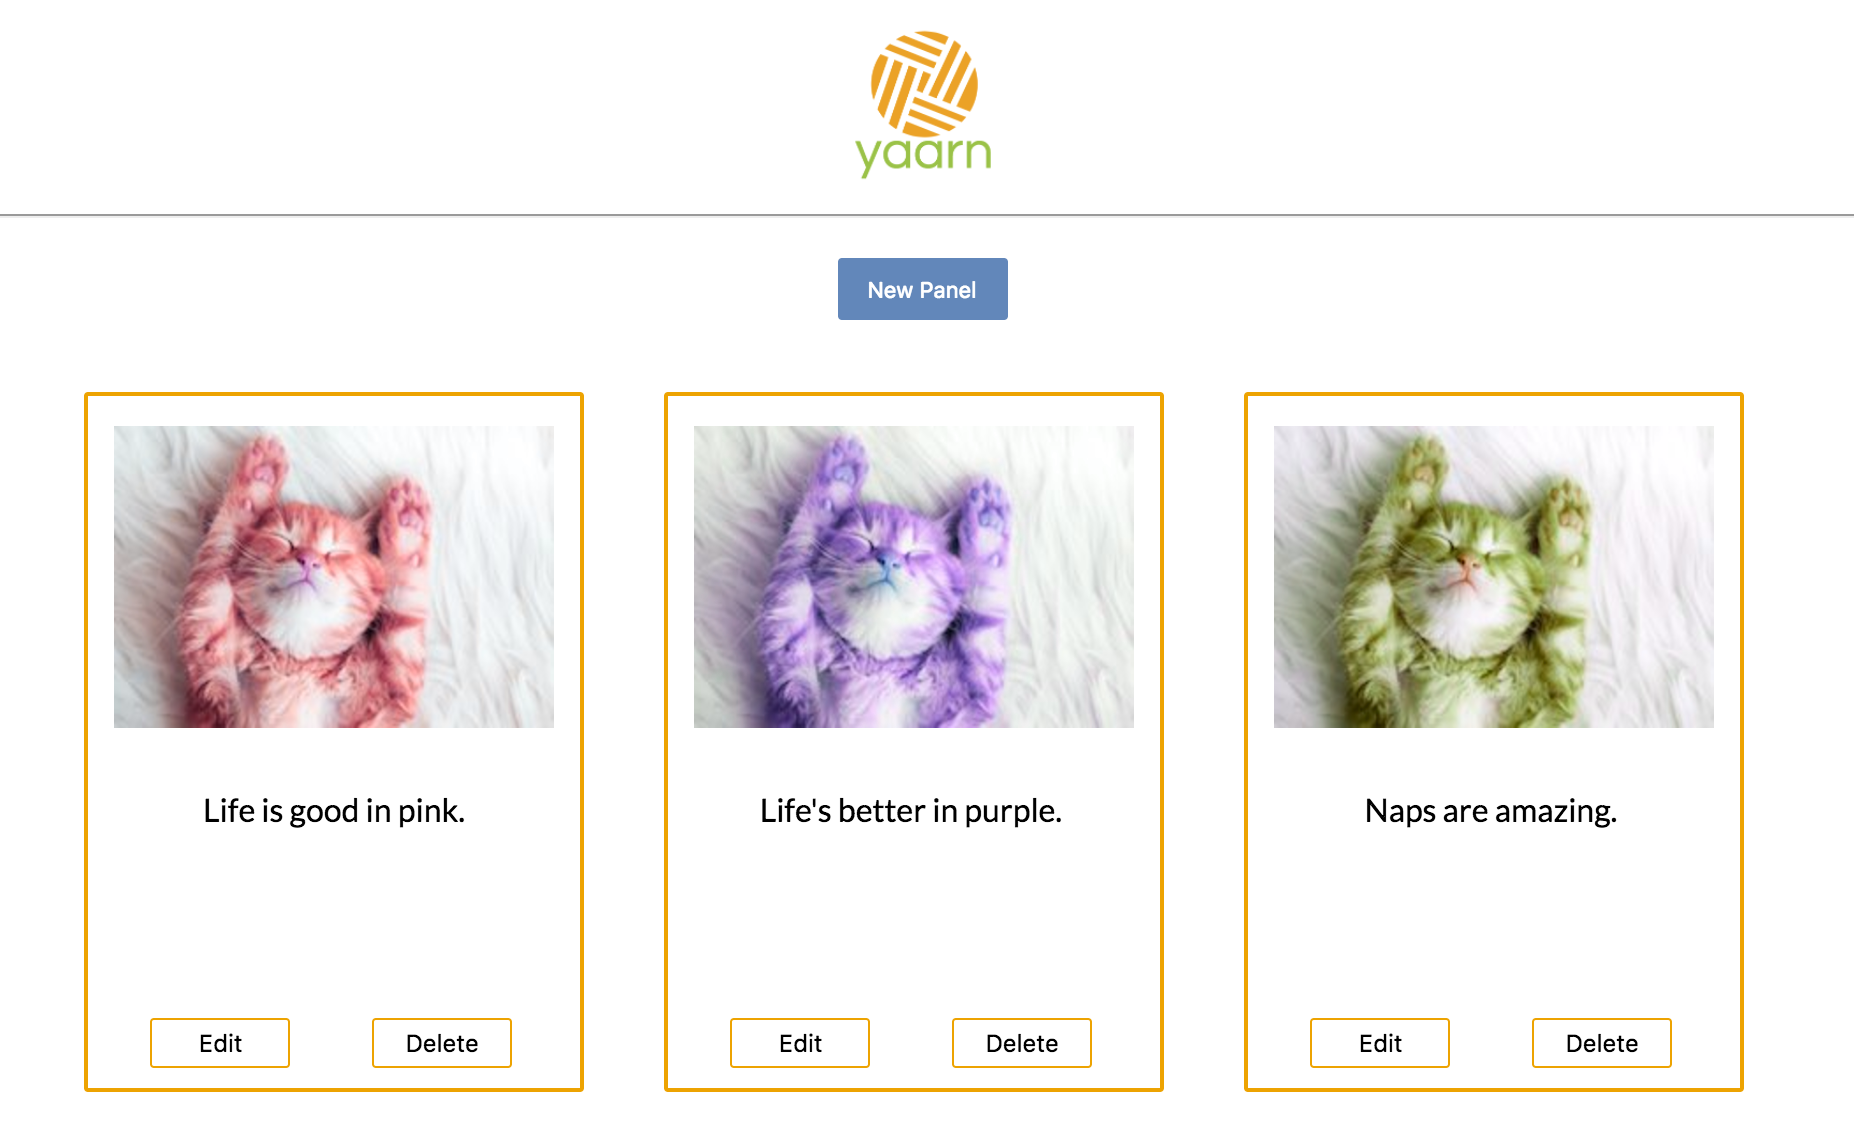 yaarn
New Panel
Life is good in pink.
Life's better in purple.
Naps are amazing.
Edit
Delete
Edit
Delete
Edit
Delete